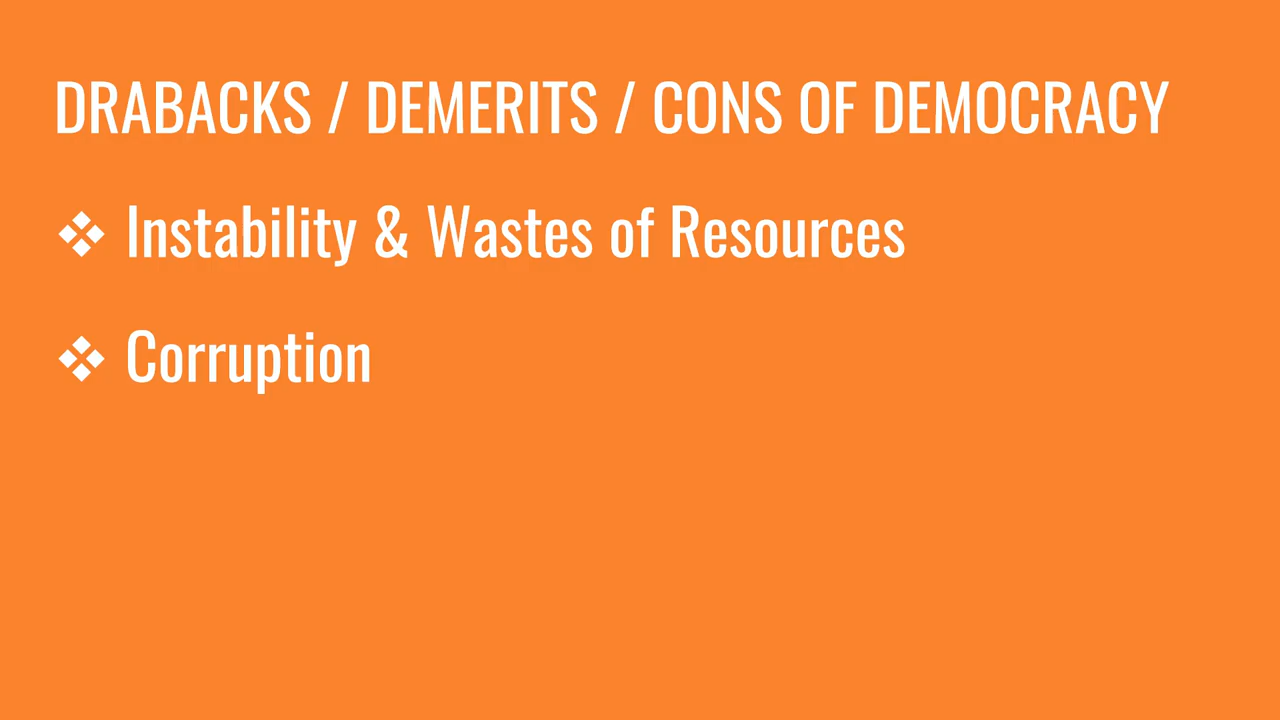 DRABACKS / DEMERITS / CONS OF DEMOCRACY
❖ Instability & Wastes of Resources
❖ Corruption